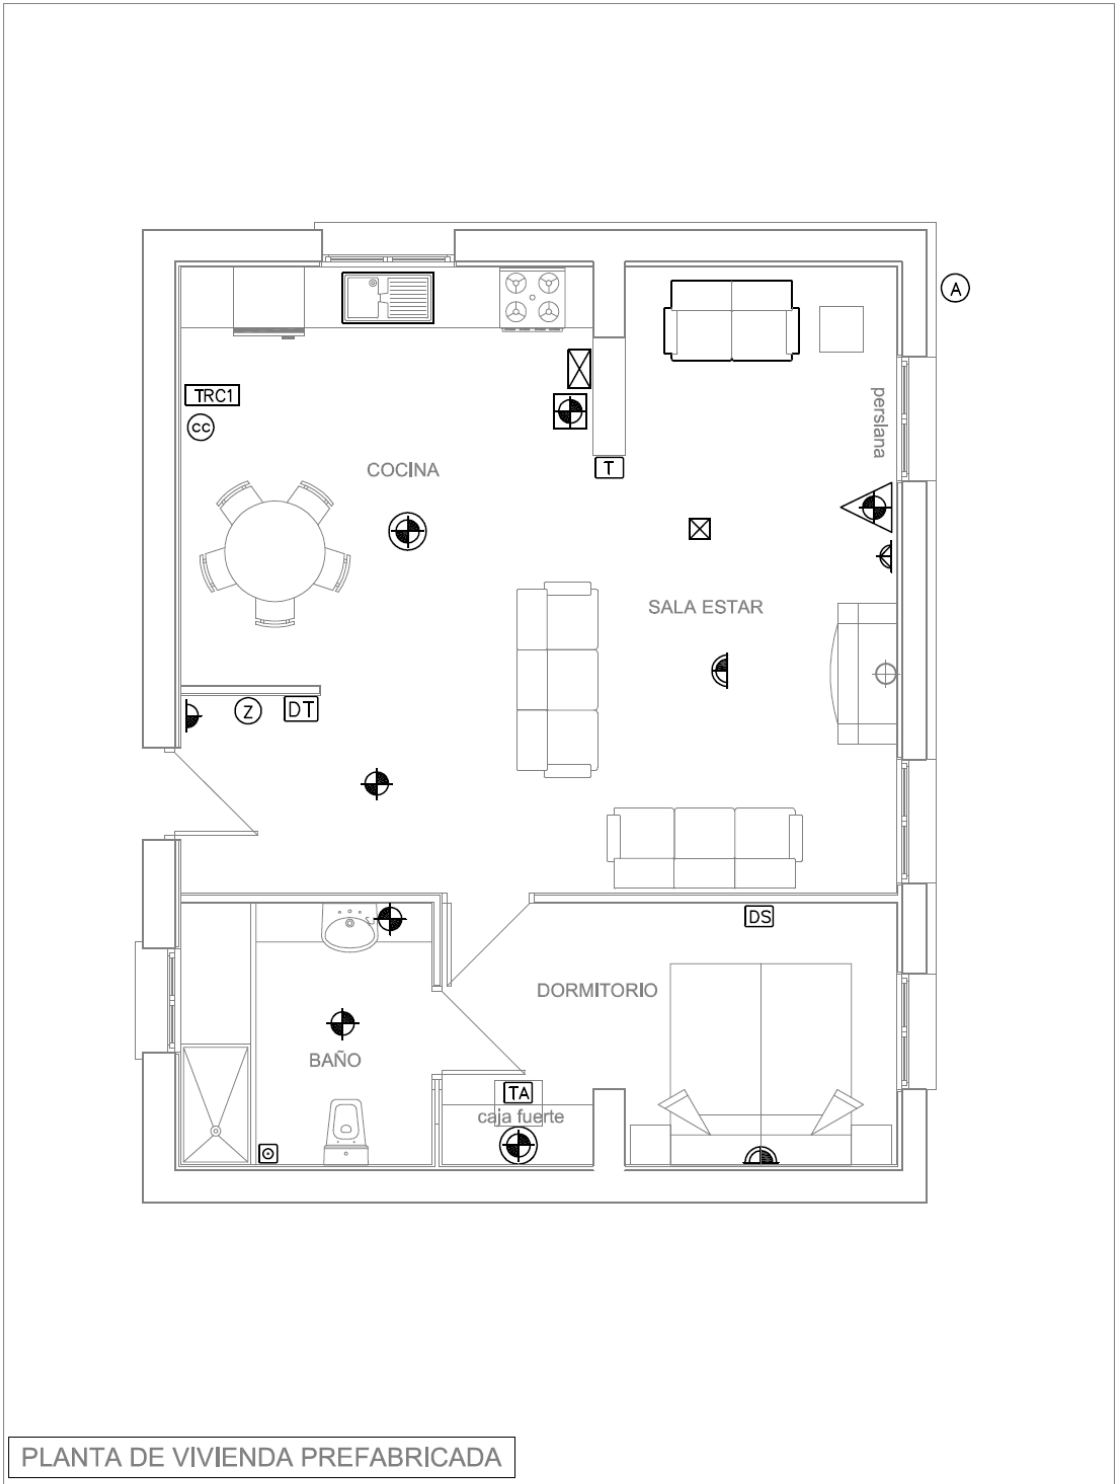 A
TRC1
CC
persiana
COCINA
T
SALA ESTAR
Z
DT
DS
DORMITORIO
BAÑO
TA
caja fuerte
PLANTA DE VIVIENDA PREFABRICADA